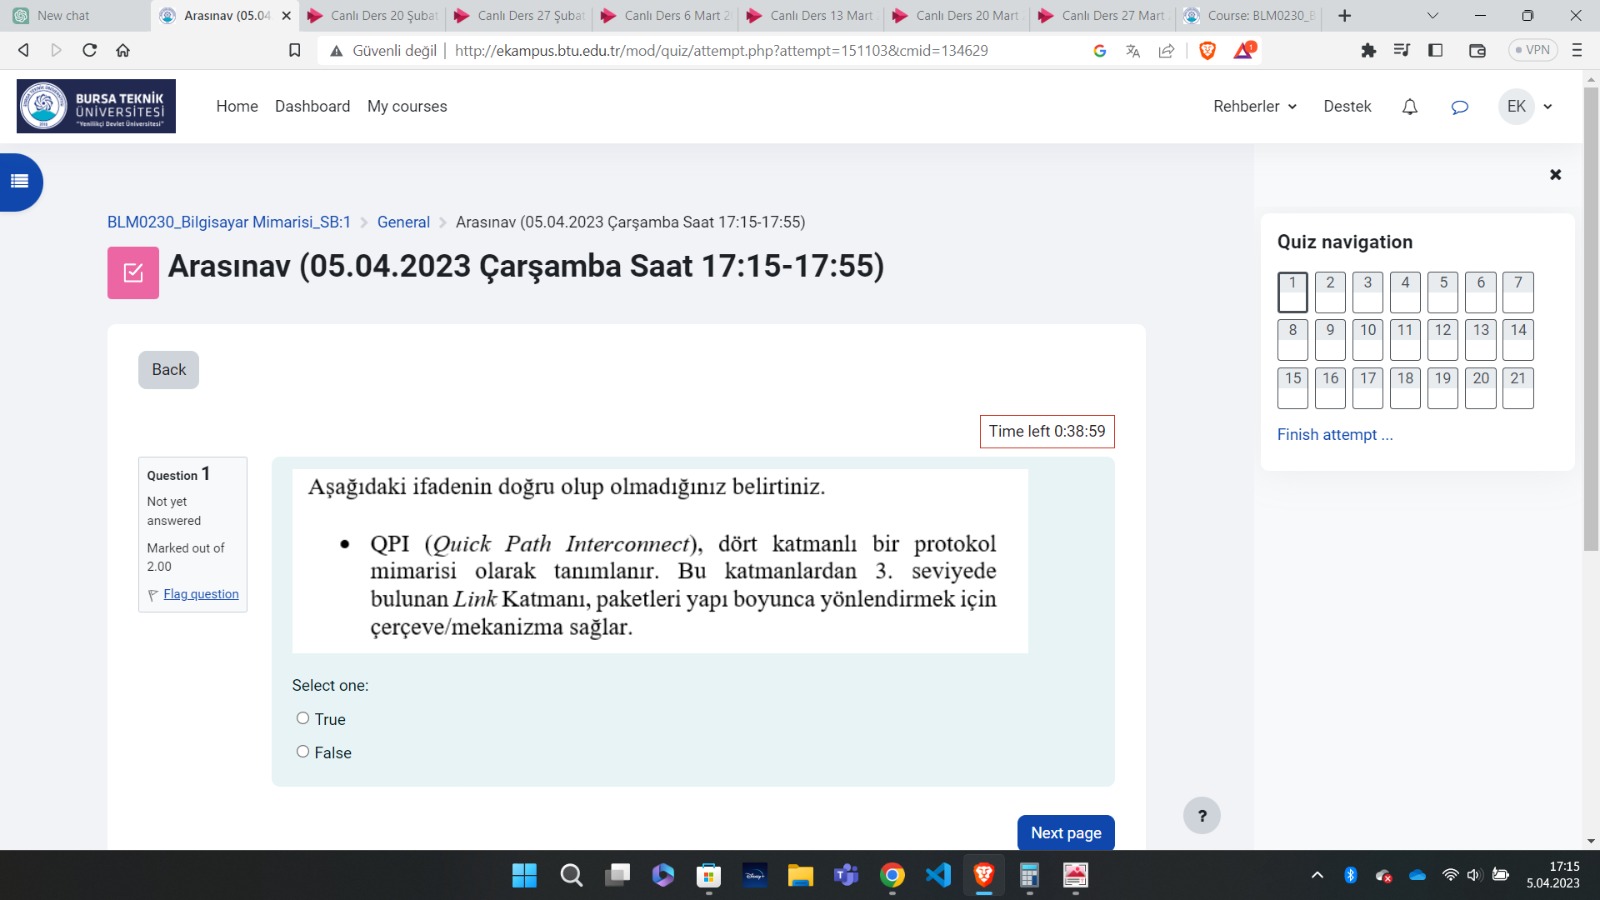 New chat
Arasınav (05.04
Canlı Ders 20 Şubat
Canlı Ders 27 Şubat
Canlı Ders 6 Mart 2
Canlı Ders 13 Mart
Canlı Ders 20 Mart
Canlı Ders 27 Mart
Course: BLM0230_B
Güvenli değil | http://ekampus.btu.edu.tr/mod/quiz/attempt.php?attempt=151103&cmid=134629
1
VPN
BURSA TEKNİK
ÜNİVERSİTESİ
"Yenilikçi Devlet Üniversitesi"
Home Dashboard My courses
Rehberler Destek EK
BLM0230_Bilgisayar Mimarisi_SB:1 General Arasınav (05.04.2023 Çarşamba Saat 17:15-17:55)
Arasınav (05.04.2023 Çarşamba Saat 17:15-17:55)
Back
Time left 0:38:59
Question 1
Not yet
answered
Marked out of
2.00
Flag question
Aşağıdaki ifadenin doğru olup olmadığınız belirtiniz.
• QPI (Quick Path Interconnect), dört katmanlı bir protokol
mimarisi olarak tanımlanır. Bu katmanlardan 3. seviyede
bulunan Link Katmanı, paketleri yapı boyunca yönlendirmek için
çerçeve/mekanizma sağlar.
Select one:
True
False
Next page
?
Quiz navigation
1 2 3 4 5 6 7
8 9 10 11 12 13 14
15 16 17 18 19 20 21
Finish attempt ...
17:15
5.04.2023